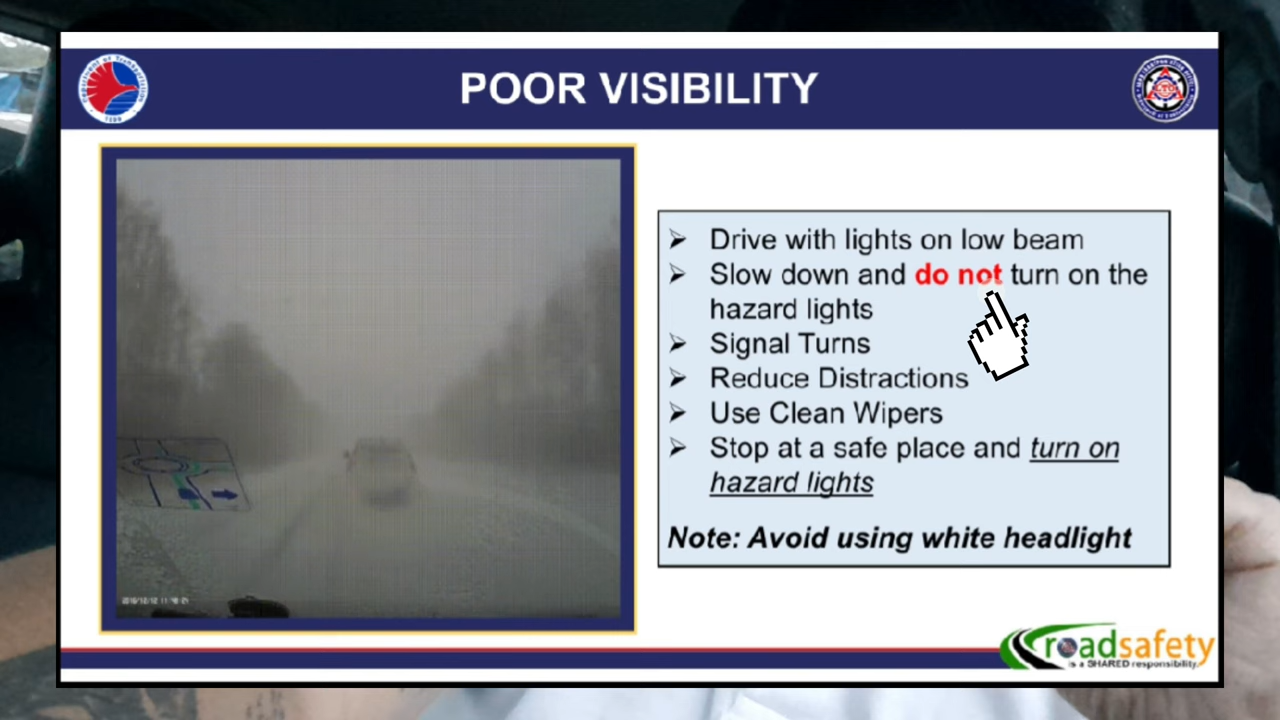 POOR VISIBILITY
➢ Drive with lights on low beam
➢ Slow down and do not turn on the
hazard lights
➢ Signal Turns
➢ Reduce Distractions
➢ Use Clean Wipers
➢ Stop at a safe place and turn on
hazard lights
Note: Avoid using white headlight
roadsafety
is a SHARED responsibility.